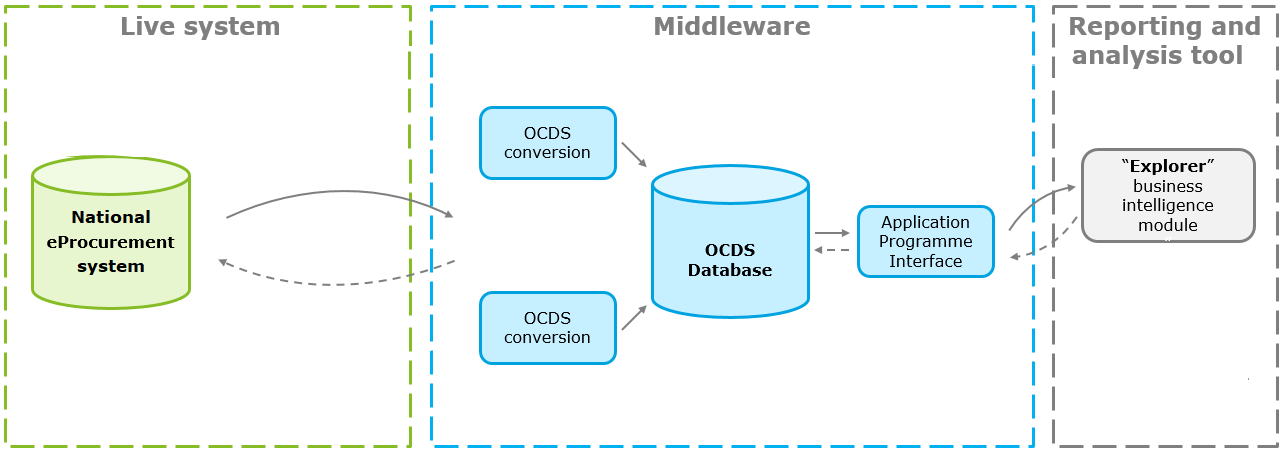 Live system
National
eProcurement
system
Middleware
OCDS
conversion
OCDS
conversion
OCDS
Database
Application
Programme
Interface
Reporting and
analysis tool
“Explorer”
business
intelligence
module